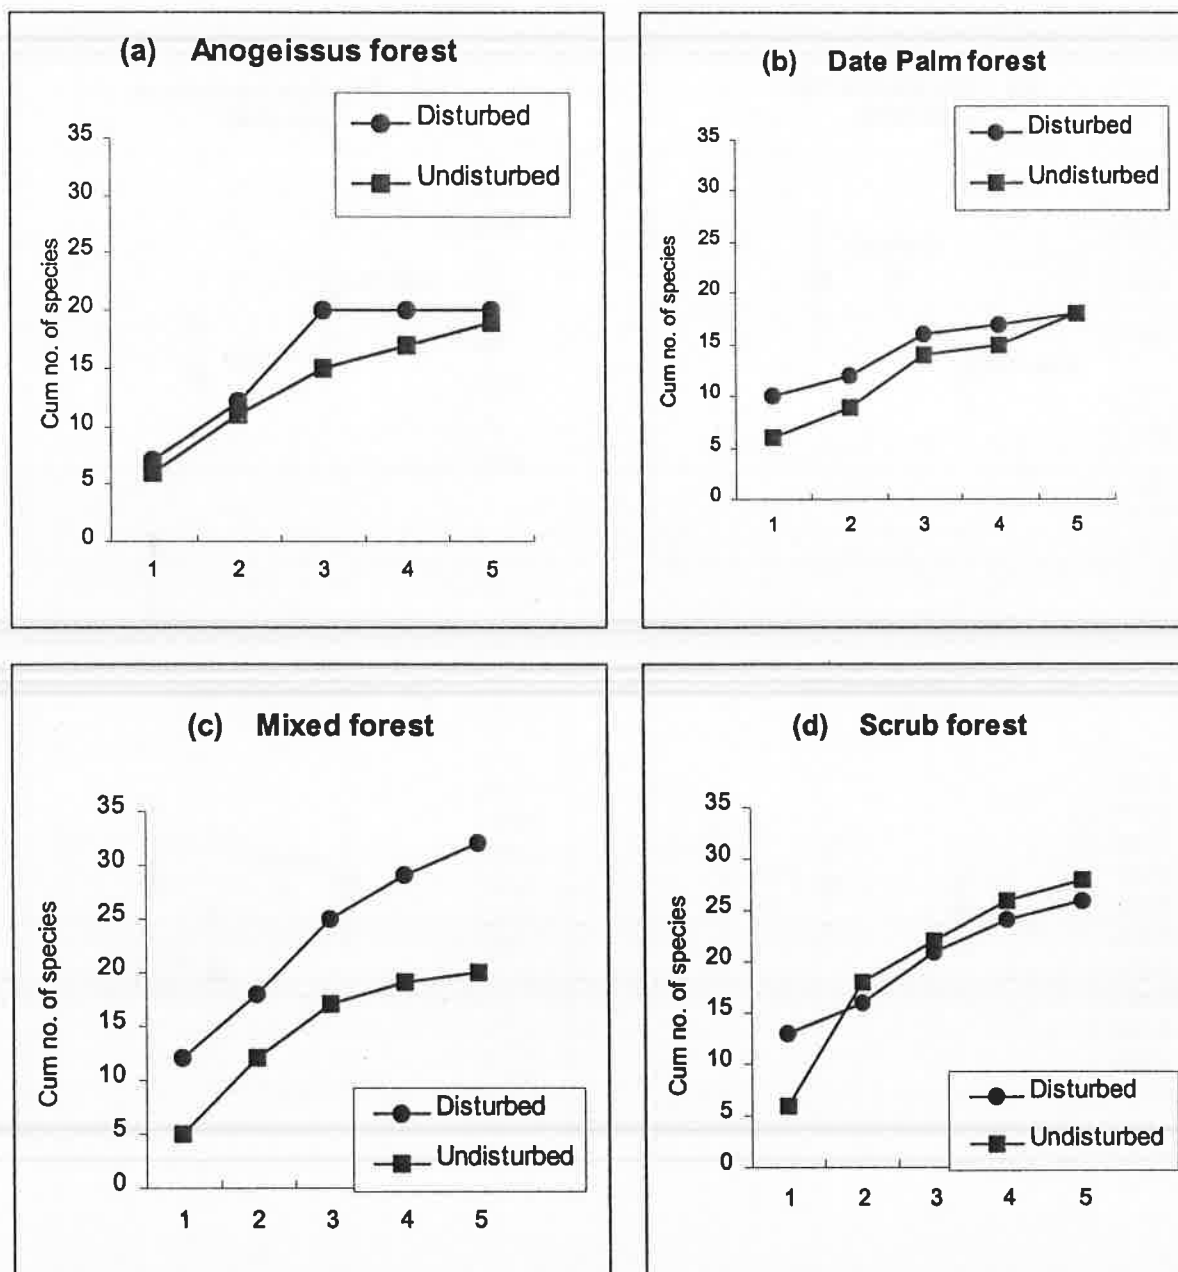 (a) Anogeissus forest
Disturbed
Undisturbed
Cum no. of species
35
30
25
20
15
10
5
0
1 2 3 4 5
(b) Date Palm forest
Disturbed
Undisturbed
Cum no. of species
35
30
25
20
15
10
5
0
1 2 3 4 5
(c) Mixed forest
Cum no. of species
35
30
25
20
15
10
5
0
Disturbed
Undisturbed
1 2 3 4 5
(d) Scrub forest
Cum no. of species
35
30
25
20
15
10
5
0
Disturbed
Undisturbed
1 2 3 4 5